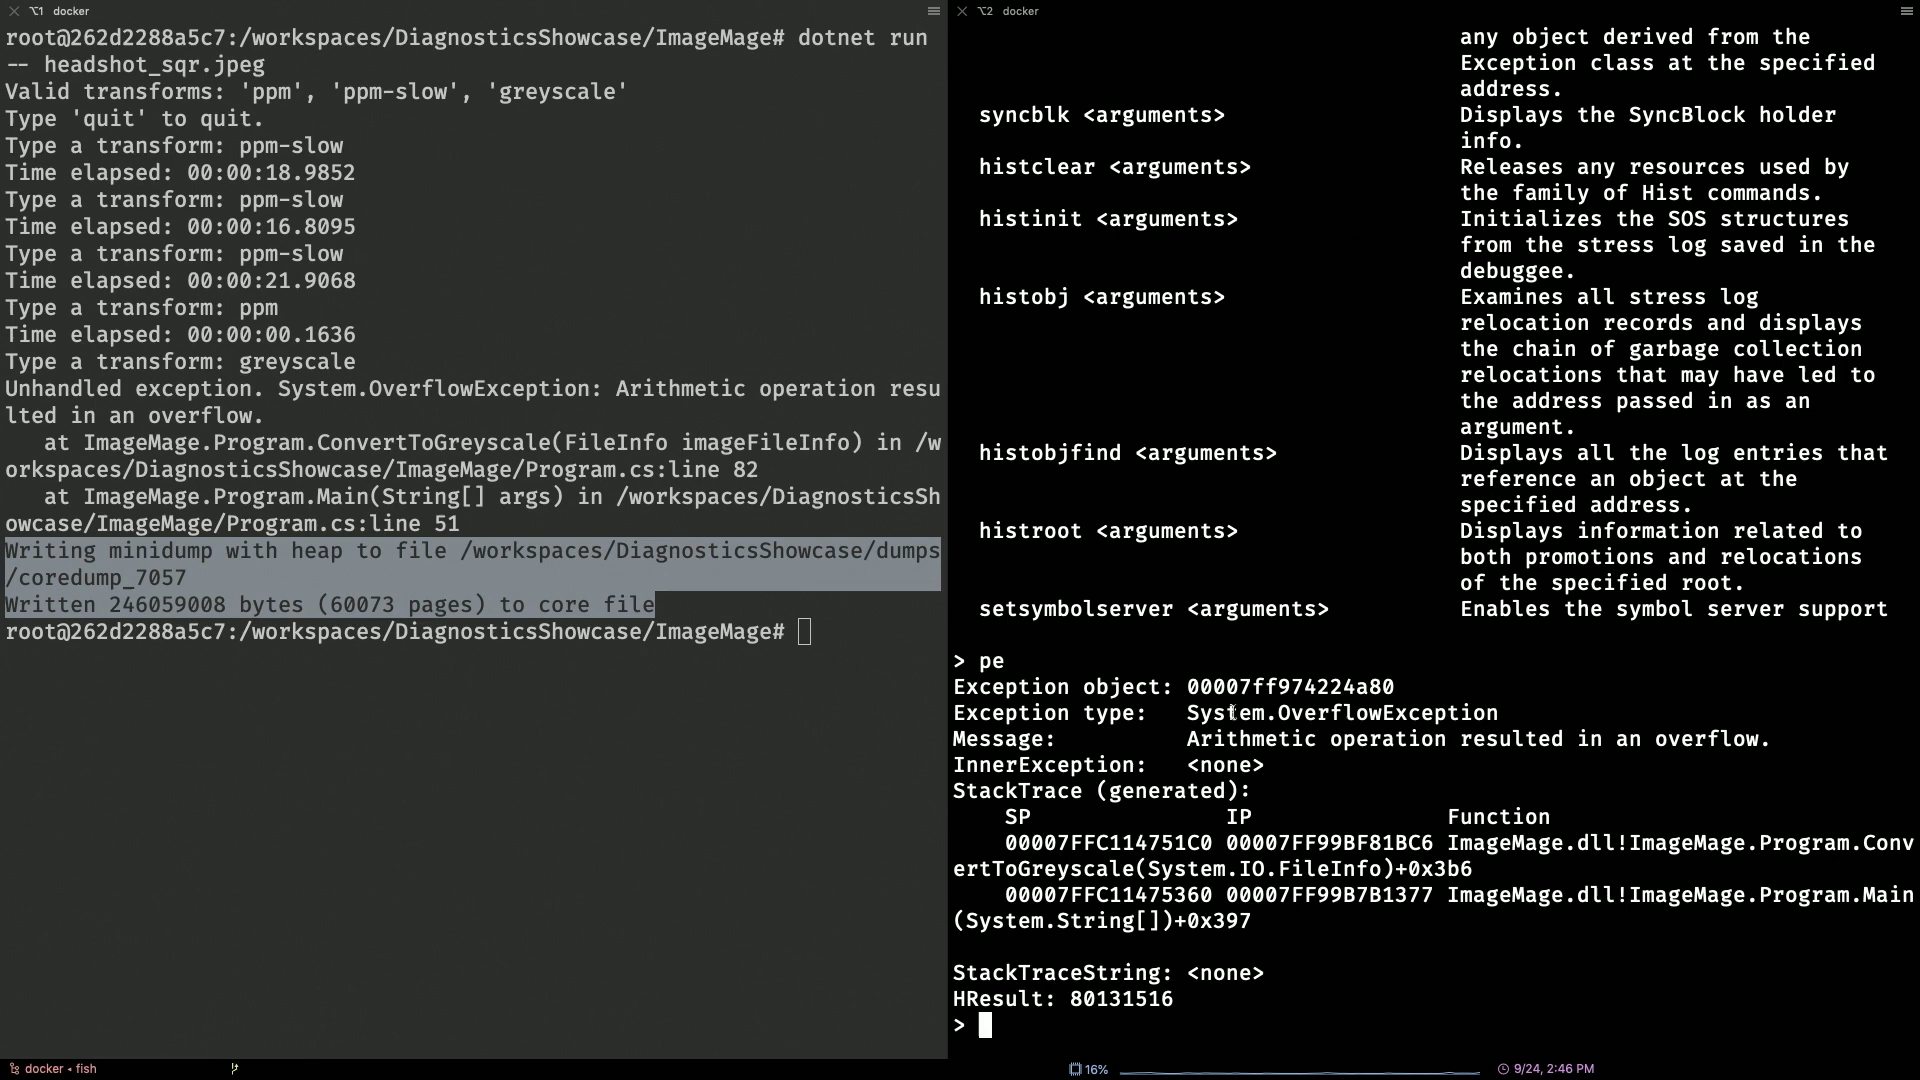 ⌥1 docker
root@262d2288a5c7:/workspaces/DiagnosticsShowcase/ImageMage# dotnet run
-- headshot_sqr.jpeg
Valid transforms: 'ppm', 'ppm-slow', 'greyscale'
Type 'quit' to quit.
Type a transform: ppm-slow
Time elapsed: 00:00:18.9852
Type a transform: ppm-slow
Time elapsed: 00:00:16.8095
Type a transform: ppm-slow
Time elapsed: 00:00:21.9068
Type a transform: ppm
Time elapsed: 00:00:00.1636
Type a transform: greyscale
Unhandled exception. System.OverflowException: Arithmetic operation resu
lted in an overflow.
   at ImageMage.Program.ConvertToGreyscale(FileInfo imageFileInfo) in /w
orkspaces/DiagnosticsShowcase/ImageMage/Program.cs:line 82
   at ImageMage.Program.Main(String[] args) in /workspaces/DiagnosticsSh
owcase/ImageMage/Program.cs:line 51
Writing minidump with heap to file /workspaces/DiagnosticsShowcase/dumps
/coredump_7057
Written 246059008 bytes (60073 pages) to core file
root@262d2288a5c7:/workspaces/DiagnosticsShowcase/ImageMage#
⌥2 docker
any object derived from the
Exception class at the specified
address.
syncblk <arguments> Displays the SyncBlock holder
info.
histclear <arguments> Releases any resources used by
the family of Hist commands.
histinit <arguments> Initializes the SOS structures
from the stress log saved in the
debuggee.
histobj <arguments> Examines all stress log
relocation records and displays
the chain of garbage collection
relocations that may have led to
the address passed in as an
argument.
histobjfind <arguments> Displays all the log entries that
reference an object at the
specified address.
histroot <arguments> Displays information related to
both promotions and relocations
of the specified root.
setsymbolserver <arguments> Enables the symbol server support
> pe
Exception object: 00007ff974224a80
Exception type:   System.OverflowException
Message:          Arithmetic operation resulted in an overflow.
InnerException:   <none>
StackTrace (generated):
    SP               IP               Function
    00007FFC114751C0 00007FF99BF81BC6 ImageMage.dll!ImageMage.Program.Conv
ertToGreyscale(System.IO.FileInfo)+0x3b6
    00007FFC11475360 00007FF99B7B1377 ImageMage.dll!ImageMage.Program.Main
(System.String[])+0x397
StackTraceString: <none>
HResult: 80131516
>
docker • fish
16%
9/24, 2:46 PM